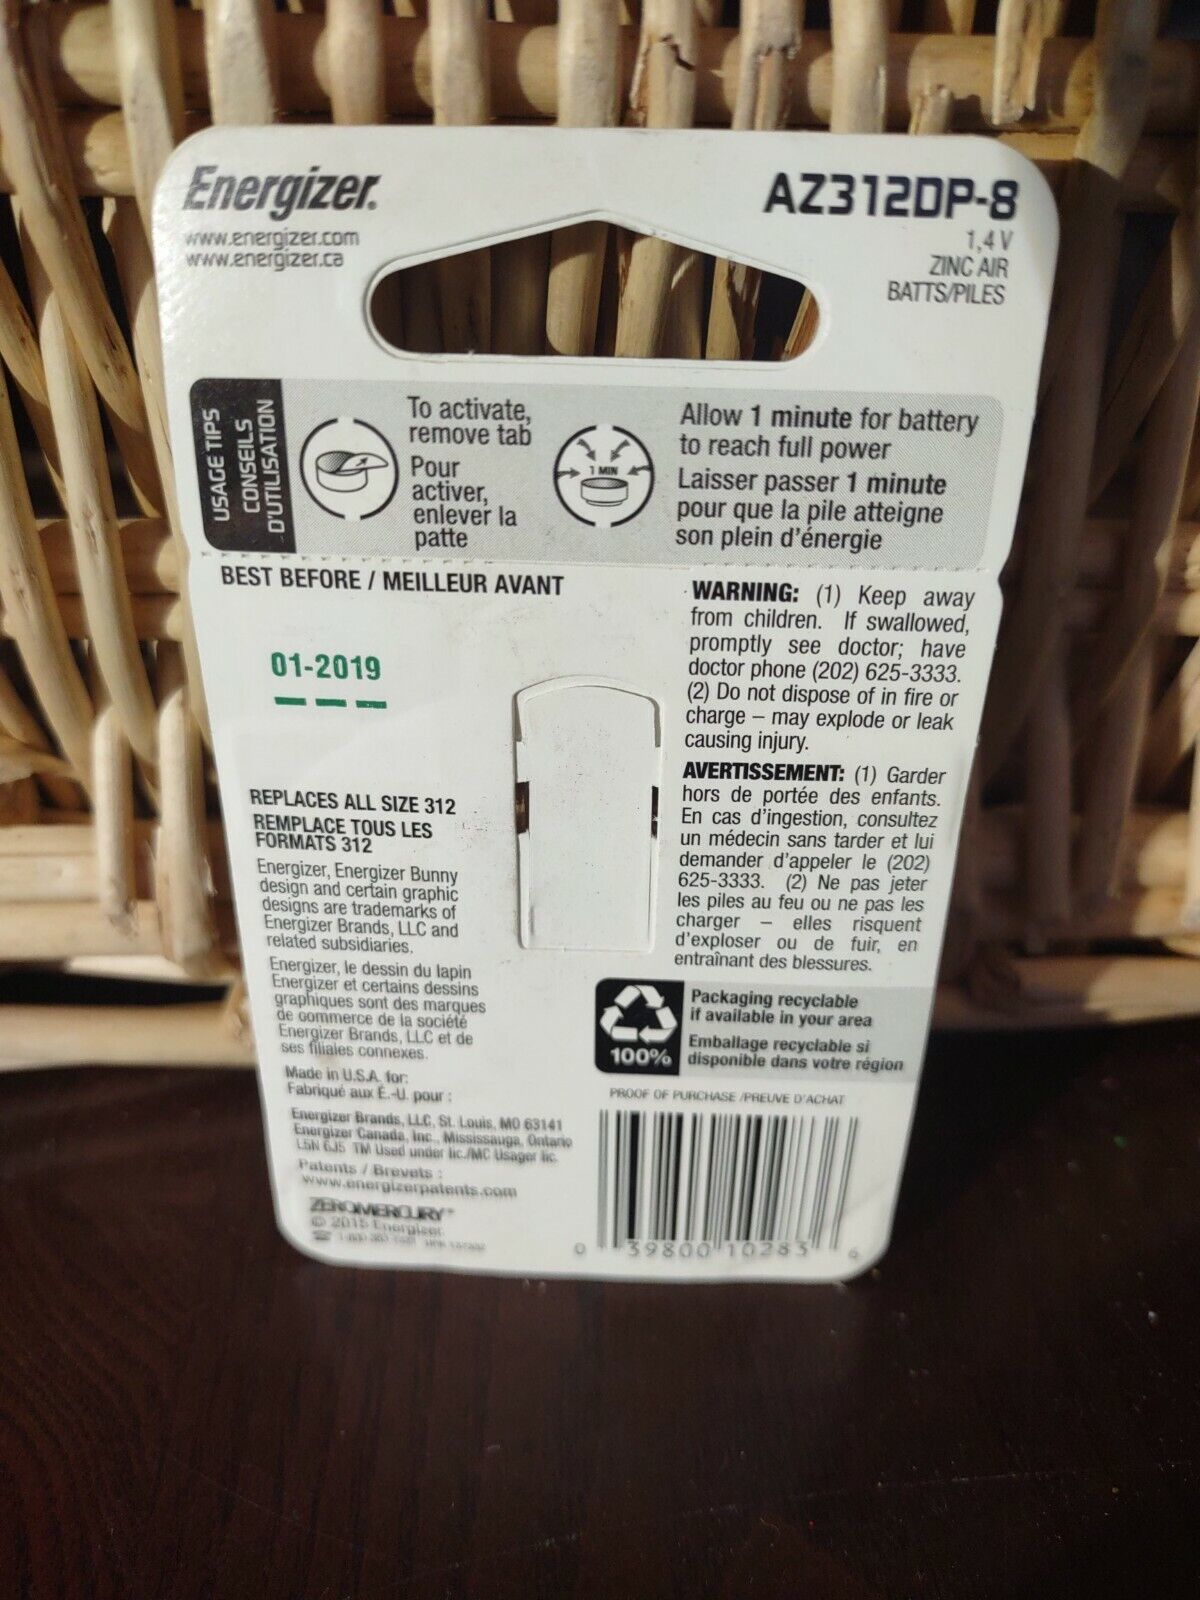 Energizer.
www.energizer.com
www.energizer.ca
AZ312DP-8
1,4 V
ZINC AIR
BATTS/PILES
USAGE TIPS
CONSEILS
D'UTILISATION
To activate,
remove tab
Pour
activer,
enlever la
patte
1 MIN
Allow 1 minute for battery
to reach full power
Laisser passer 1 minute
pour que la pile atteigne
son plein d'énergie
BEST BEFORE / MEILLEUR AVANT
01-2019
REPLACES ALL SIZE 312
REMPLACE TOUS LES
FORMATS 312
Energizer, Energizer Bunny
design and certain graphic
designs are trademarks of
Energizer Brands, LLC and
related subsidiaries.
Energizer, le dessin du lapin
Energizer et certains dessins
graphiques sont des marques
de commerce de la société
Energizer Brands, LLC et de
ses filiales connexes.
Made in U.S.A. for:
Fabriqué aux É.-U. pour :
Energizer Brands, LLC, St. Louis, MO 63141
Energizer Canada, Inc., Mississauga, Ontario
L5N 6J5 TM Used under lic./MC Usager lic.
Patents / Brevets :
www.energizerpatents.com
ZEROMERCURY
© 2015 Energizer
WARNING: (1) Keep away
from children. If swallowed,
promptly see doctor; have
doctor phone (202) 625-3333.
(2) Do not dispose of in fire or
charge – may explode or leak
causing injury.
AVERTISSEMENT: (1) Garder
hors de portée des enfants.
En cas d'ingestion, consultez
un médecin sans tarder et lui
demander d'appeler le (202)
625-3333. (2) Ne pas jeter
les piles au feu ou ne pas les
charger – elles risquent
d'exploser ou de fuir, en
entraînant des blessures.
100%
Packaging recyclable
if available in your area
Emballage recyclable si
disponible dans votre région
PROOF OF PURCHASE /PREUVE D'ACHAT
0 39800 10283 6